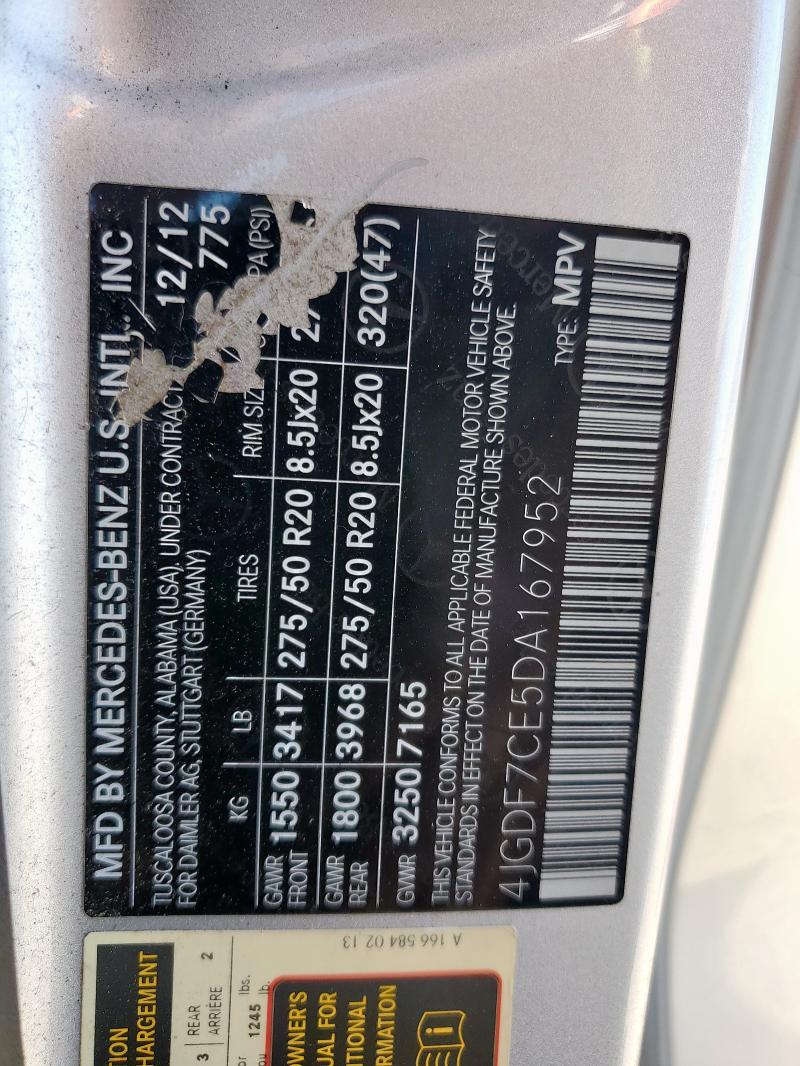 MFD BY MERCEDES-BENZ U.S. INTL., INC
TUSCALOOSA COUNTY, ALABAMA (USA), UNDER CONTRACT 12/12
FOR DAIMLER AG, STUTTGART (GERMANY) 775
KG LB TIRES RIM (PSI)
GAWR FRONT 1550 3417 275/50 R20 8.5Jx20
GAWR REAR 1800 3968 275/50 R20 8.5Jx20 320(47)
GVWR 3250 7165
THIS VEHICLE CONFORMS TO ALL APPLICABLE FEDERAL MOTOR VEHICLE SAFETY
STANDARDS IN EFFECT ON THE DATE OF MANUFACTURE SHOWN ABOVE.
4JGDF7CE5DA167952 TYPE: MPV
A 166 584 02 13
3 REAR
ARRIÈRE 2
1245 lbs.
lb.